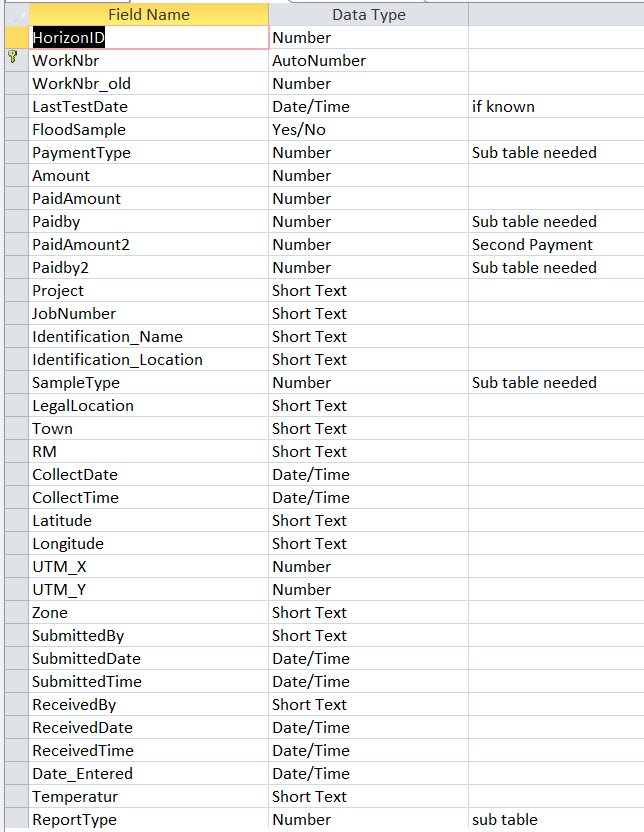 Field Name Data Type
HorizonID Number
WorkNbr AutoNumber
WorkNbr_old Number
LastTestDate Date/Time if known
FloodSample Yes/No
PaymentType Number Sub table needed
Amount Number
PaidAmount Number
Paidby Number Sub table needed
PaidAmount2 Number Second Payment
Paidby2 Number Sub table needed
Project Short Text
JobNumber Short Text
Identification_Name Short Text
Identification_Location Short Text
SampleType Number Sub table needed
LegalLocation Short Text
Town Short Text
RM Short Text
CollectDate Date/Time
CollectTime Date/Time
Latitude Short Text
Longitude Short Text
UTM_X Number
UTM_Y Number
Zone Short Text
SubmittedBy Short Text
SubmittedDate Date/Time
SubmittedTime Date/Time
ReceivedBy Short Text
ReceivedDate Date/Time
ReceivedTime Date/Time
Date_Entered Date/Time
Temperatur Short Text
ReportType Number sub table